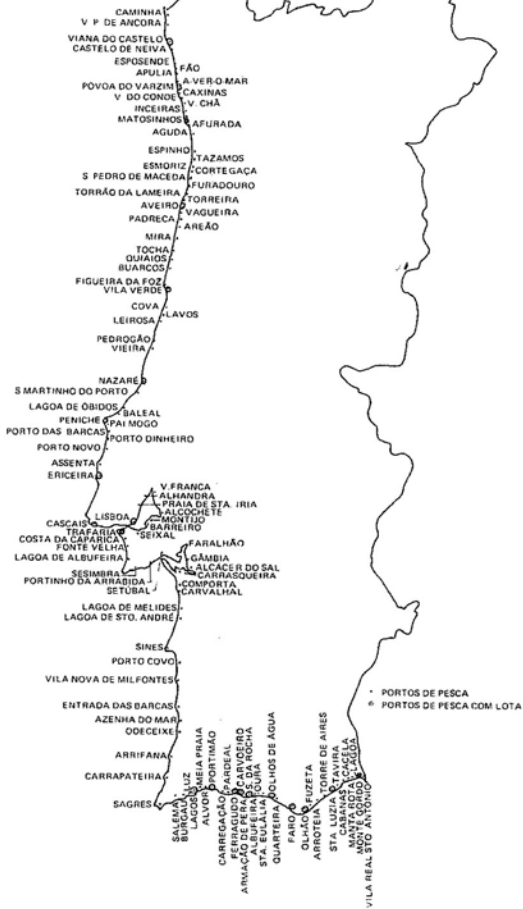 CAMINHA
V P DE ANCORA
VIANA DO CASTELO
CASTELO DE NEIVA
ESPOSENDE
FÃO
APULIA
A-VER-O-MAR
PÓVOA DO VARZIM
CAXINAS
V DO CONDE
V. CHÃ
INCEIRAS
MATOSINHOS
AFURADA
AGUDA
ESPINHO
TAZAMOS
ESMORIZ
CORTEGAÇA
S PEDRO DE MACEDA
FURADOURO
TORRÃO DA LAMEIRA
TORREIRA
AVEIRO
VAGUEIRA
PADRECA
AREÃO
MIRA
TOCHA
QUIAIOS
BUARCOS
FIGUEIRA DA FOZ
VILA VERDE
COVA
LAVOS
LEIROSA
PEDROGÃO
VIEIRA
NAZARÉ
S MARTINHO DO PORTO
LAGOA DE ÓBIDOS
BALEAL
PENICHE
PAI MOGO
PORTO DAS BARCAS
PORTO DINHEIRO
PORTO NOVO
ASSENTA
ERICEIRA
V. FRANCA
ALHANDRA
PRAIA DE STA. IRIA
ALCOCHETE
LISBOA
MONTIJO
CASCAIS
BARREIRO
TRAFARIA
SEIXAL
COSTA DA CAPARICA
FARALHÃO
FONTE VELHA
LAGOA DE ALBUFEIRA
GÂMBIA
ALCACER DO SAL
SESIMBRA
CARRASQUEIRA
PORTINHO DA ARRABIDA
COMPORTA
SETÚBAL
CARVALHAL
LAGOA DE MELIDES
LAGOA DE STO. ANDRÉ
SINES
PORTO COVO
VILA NOVA DE MILFONTES
ENTRADA DAS BARCAS
AZENHA DO MAR
ODECEIXE
ARRIFANA
CARRAPATEIRA
SAGRES
SALEMA
BURGAU
LUZ
LAGOS
MEIA PRAIA
ALVOR
PORTIMÃO
CARREGAÇÃO
PARDEAL
FERRAGUDO
CARVOEIRO
ARMAÇÃO DE PERA
S. DA ROCHA
ALBUFEIRA
OURA
STA. EULÁLIA
OLHOS DE ÁGUA
QUARTEIRA
FARO
OLHÃO
FUZETA
ARROTEIA
TORRE DE AIRES
STA LUZIA
TAVIRA
CABANAS
CACELA
MANTA ROTA
LAGOA
MONTE GORDO
VILA REAL STO ANTÓNIO
PORTOS DE PESCA
PORTOS DE PESCA COM LOTA